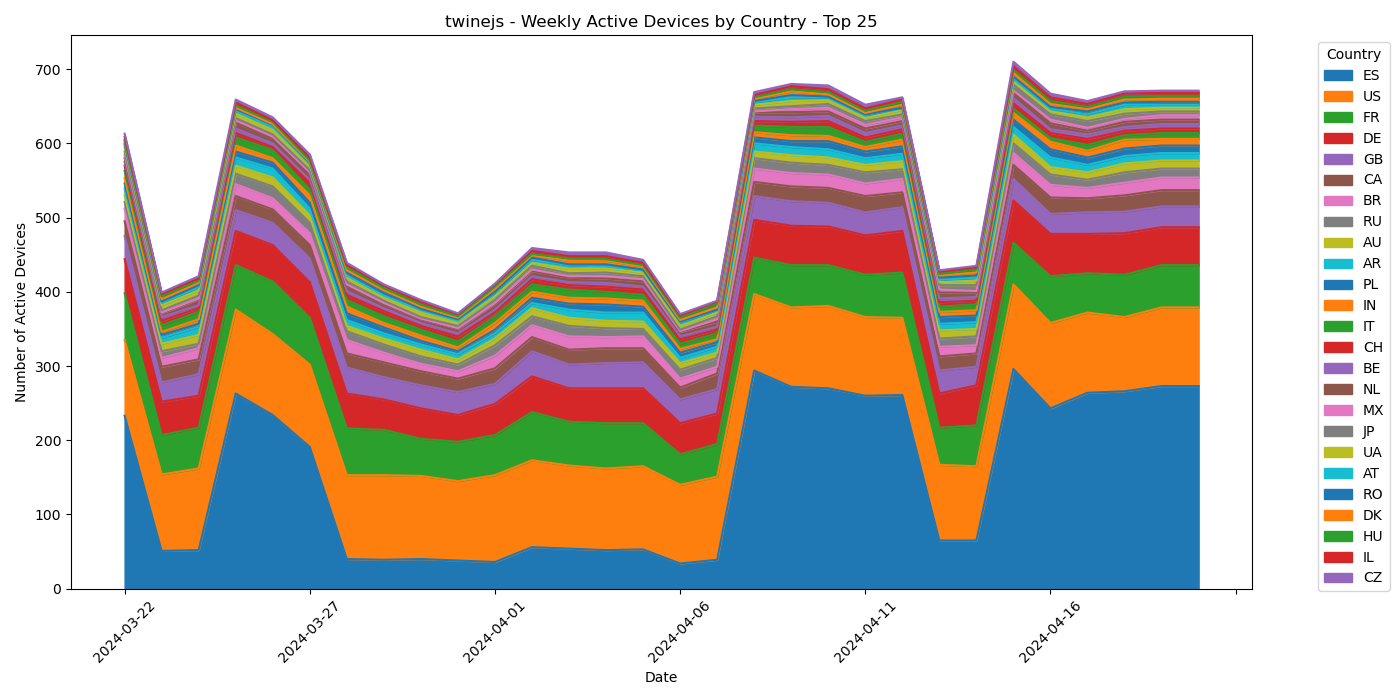 twinejs - Weekly Active Devices by Country - Top 25
Number of Active Devices
700
600
500
400
300
200
100
0
2024-03-22
2024-03-27
2024-04-01
2024-04-06
2024-04-11
2024-04-16
Date
Country
ES
US
FR
DE
GB
CA
BR
RU
AU
AR
PL
IN
IT
CH
BE
NL
MX
JP
UA
AT
RO
DK
HU
IL
CZ